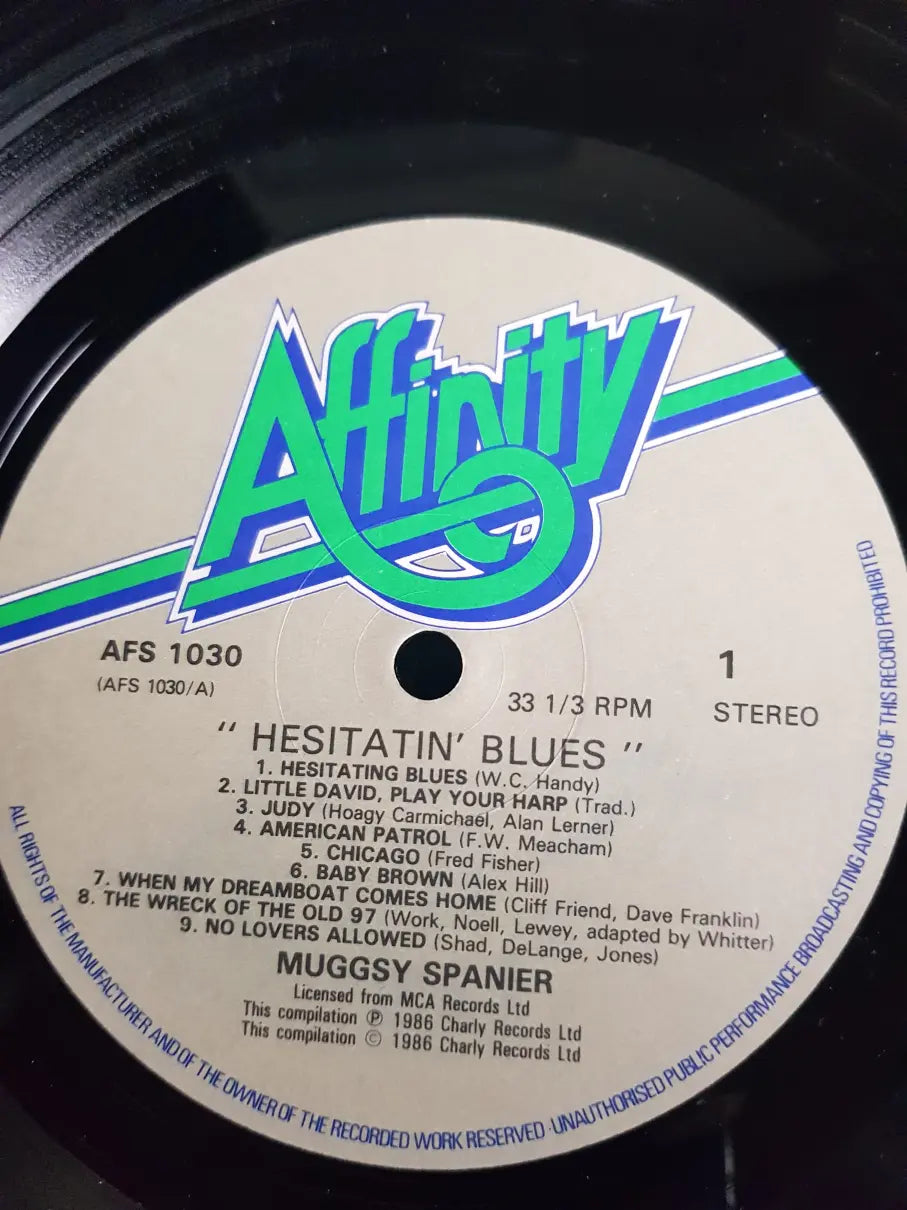 Affinity
AFS 1030
(AFS 1030/A)
33 1/3 RPM
1
STEREO
" HESITATIN' BLUES "
1. HESITATING BLUES (W.C. Handy)
2. LITTLE DAVID, PLAY YOUR HARP (Trad.)
3. JUDY (Hoagy Carmichael, Alan Lerner)
4. AMERICAN PATROL (F.W. Meacham)
5. CHICAGO (Fred Fisher)
6. BABY BROWN (Alex Hill)
7. WHEN MY DREAMBOAT COMES HOME (Cliff Friend, Dave Franklin)
8. THE WRECK OF THE OLD 97 (Work, Noell, Lewey, adapted by Whitter)
9. NO LOVERS ALLOWED (Shad, DeLange, Jones)
MUGGSY SPANIER
Licensed from MCA Records Ltd
This compilation ℗ 1986 Charly Records Ltd
This compilation © 1986 Charly Records Ltd
ALL RIGHTS OF THE MANUFACTURER AND OF THE OWNER OF THE RECORDED WORK RESERVED · UNAUTHORISED PUBLIC PERFORMANCE BROADCASTING AND COPYING OF THIS RECORD PROHIBITED